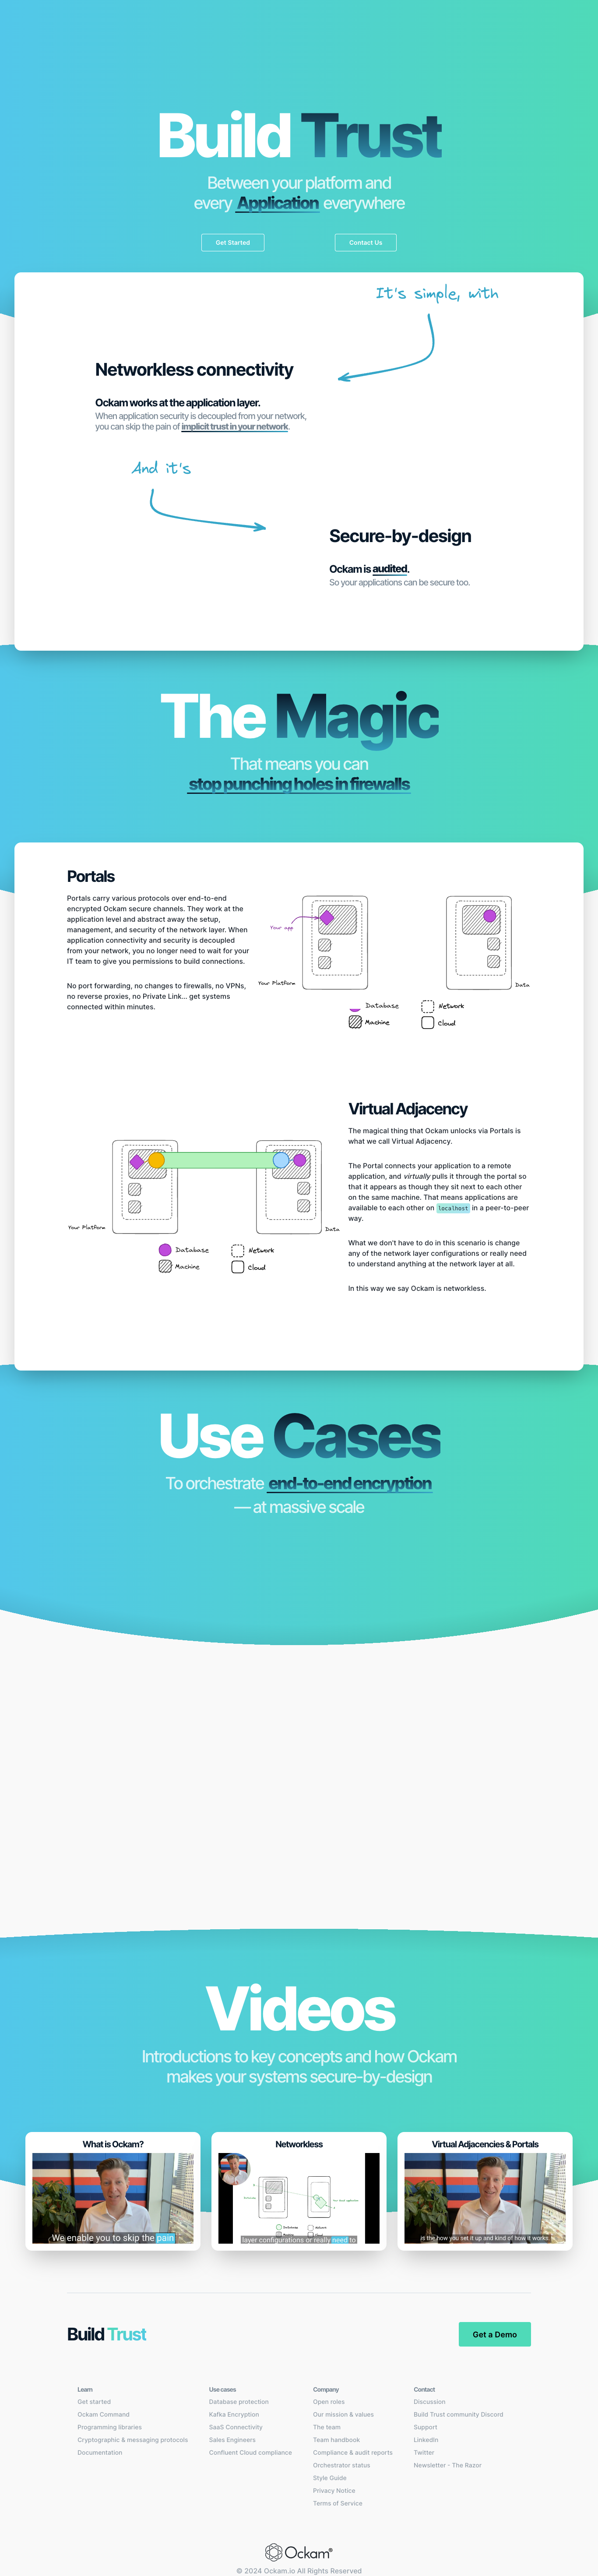 Build Trust
Between your platform and
every Application everywhere
Get Started
Contact Us
It's simple, with
Networkless connectivity
Ockam works at the application layer.
When application security is decoupled from your network,
you can skip the pain of implicit trust in your network.
And it's
Secure-by-design
Ockam is audited.
So your applications can be secure too.
The Magic
That means you can
stop punching holes in firewalls
Portals
Portals carry various protocols over end-to-end
encrypted Ockam secure channels. They work at the
application level and abstract away the setup,
management, and security of the network layer. When
application connectivity and security is decoupled
from your network, you no longer need to wait for your
IT team to give you permissions to build connections.
No port forwarding, no changes to firewalls, no VPNs,
no reverse proxies, no Private Link... get systems
connected within minutes.
Your app
Your Platform
Data
Database
Network
Machine
Cloud
Virtual Adjacency
The magical thing that Ockam unlocks via Portals is
what we call Virtual Adjacency.
The Portal connects your application to a remote
application, and virtually pulls it through the portal so
that it appears as though they sit next to each other
on the same machine. That means applications are
available to each other on localhost in a peer-to-peer
way.
What we don't have to do in this scenario is change
any of the network layer configurations or really need
to understand anything at the network layer at all.
In this way we say Ockam is networkless.
Your Platform
Data
Database
Network
Machine
Cloud
Use Cases
To orchestrate end-to-end encryption
— at massive scale
Videos
Introductions to key concepts and how Ockam
makes your systems secure-by-design
What is Ockam?
We enable you to skip the pain
Networkless
layer configurations or really need to
Virtual Adjacencies & Portals
is the how you set it up and kind of how it works.
Build Trust
Get a Demo
Learn
Get started
Ockam Command
Programming libraries
Cryptographic & messaging protocols
Documentation
Use cases
Database protection
Kafka Encryption
SaaS Connectivity
Sales Engineers
Confluent Cloud compliance
Company
Open roles
Our mission & values
The team
Team handbook
Compliance & audit reports
Orchestrator status
Style Guide
Privacy Notice
Terms of Service
Contact
Discussion
Build Trust community Discord
Support
LinkedIn
Twitter
Newsletter - The Razor
Ockam®
© 2024 Ockam.io All Rights Reserved